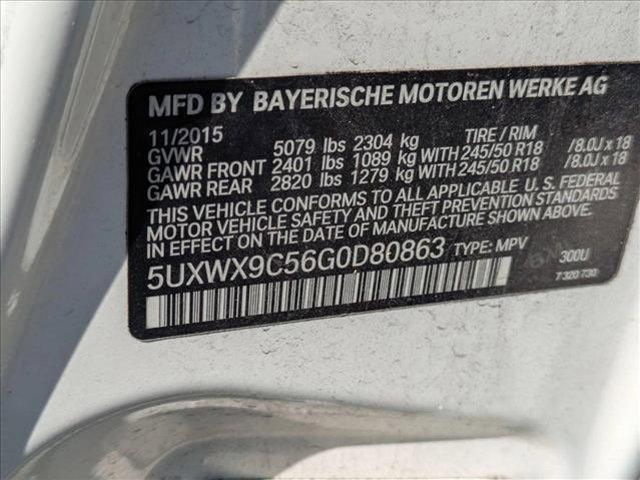 MFD BY BAYERISCHE MOTOREN WERKE AG
11/2015 TIRE / RIM
GVWR 5079 lbs 2304 kg
GAWR FRONT 2401 lbs 1089 kg WITH 245/50 R18 /8.0J x 18
GAWR REAR 2820 lbs 1279 kg WITH 245/50 R18 /8.0J x 18
THIS VEHICLE CONFORMS TO ALL APPLICABLE U. S. FEDERAL
MOTOR VEHICLE SAFETY AND THEFT PREVENTION STANDARDS
IN EFFECT ON THE DATE OF MANUFACTURE SHOWN ABOVE.
5UXWX9C56G0D80863 TYPE: MPV 300U
7 320 730